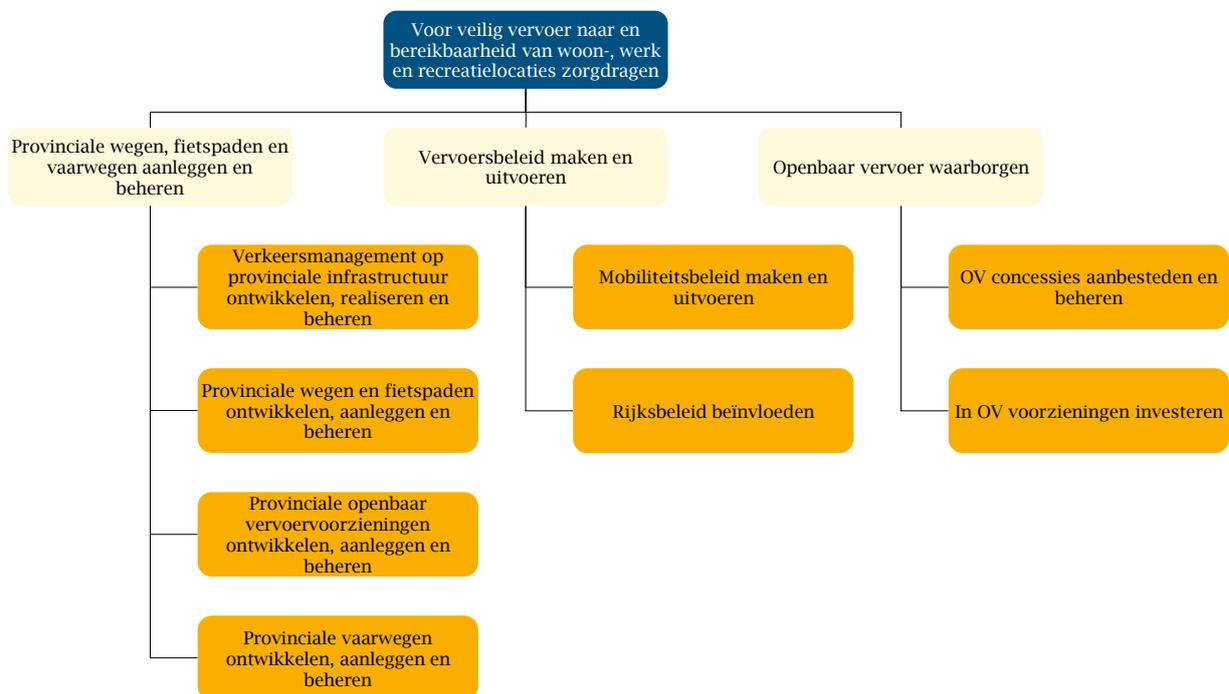 Voor veilig vervoer naar en
bereikbaarheid van woon-, werk
en recreatielocaties zorgdragen
Provinciale wegen, fietspaden en
vaarwegen aanleggen en
beheren
Vervoersbeleid maken en
uitvoeren
Openbaar vervoer waarborgen
Verkeersmanagement op
provinciale infrastructuur
ontwikkelen, realiseren en
beheren
Mobiliteitsbeleid maken en
uitvoeren
OV concessies aanbesteden en
beheren
Provinciale wegen en fietspaden
ontwikkelen, aanleggen en
beheren
Rijksbeleid beïnvloeden
In OV voorzieningen investeren
Provinciale openbaar
vervoervoorzieningen
ontwikkelen, aanleggen en
beheren
Provinciale vaarwegen
ontwikkelen, aanleggen en
beheren